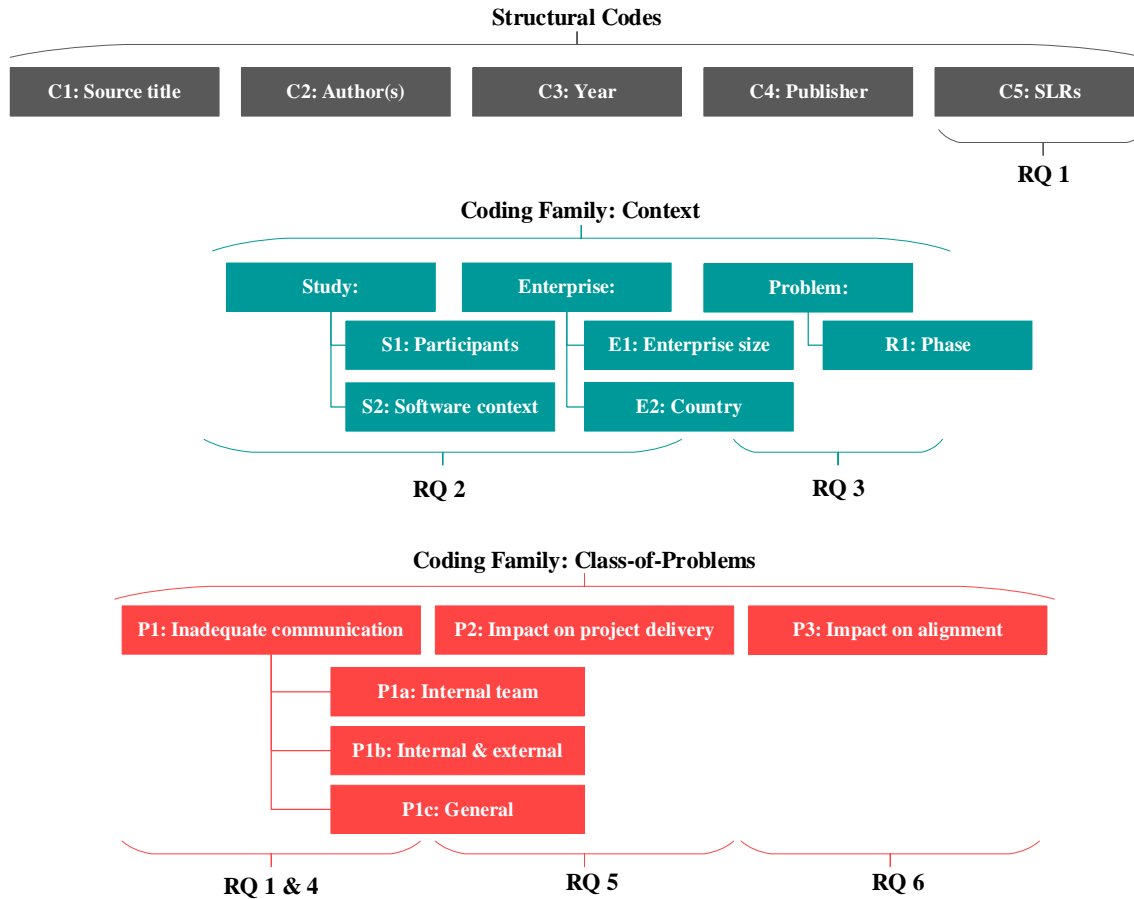 Structural Codes
C1: Source title
C2: Author(s)
C3: Year
C4: Publisher
C5: SLRs
RQ 1
Coding Family: Context
Study:
Enterprise:
Problem:
S1: Participants
E1: Enterprise size
R1: Phase
S2: Software context
E2: Country
RQ 2
RQ 3
Coding Family: Class-of-Problems
P1: Inadequate communication
P2: Impact on project delivery
P3: Impact on alignment
P1a: Internal team
P1b: Internal & external
P1c: General
RQ 1 & 4
RQ 5
RQ 6